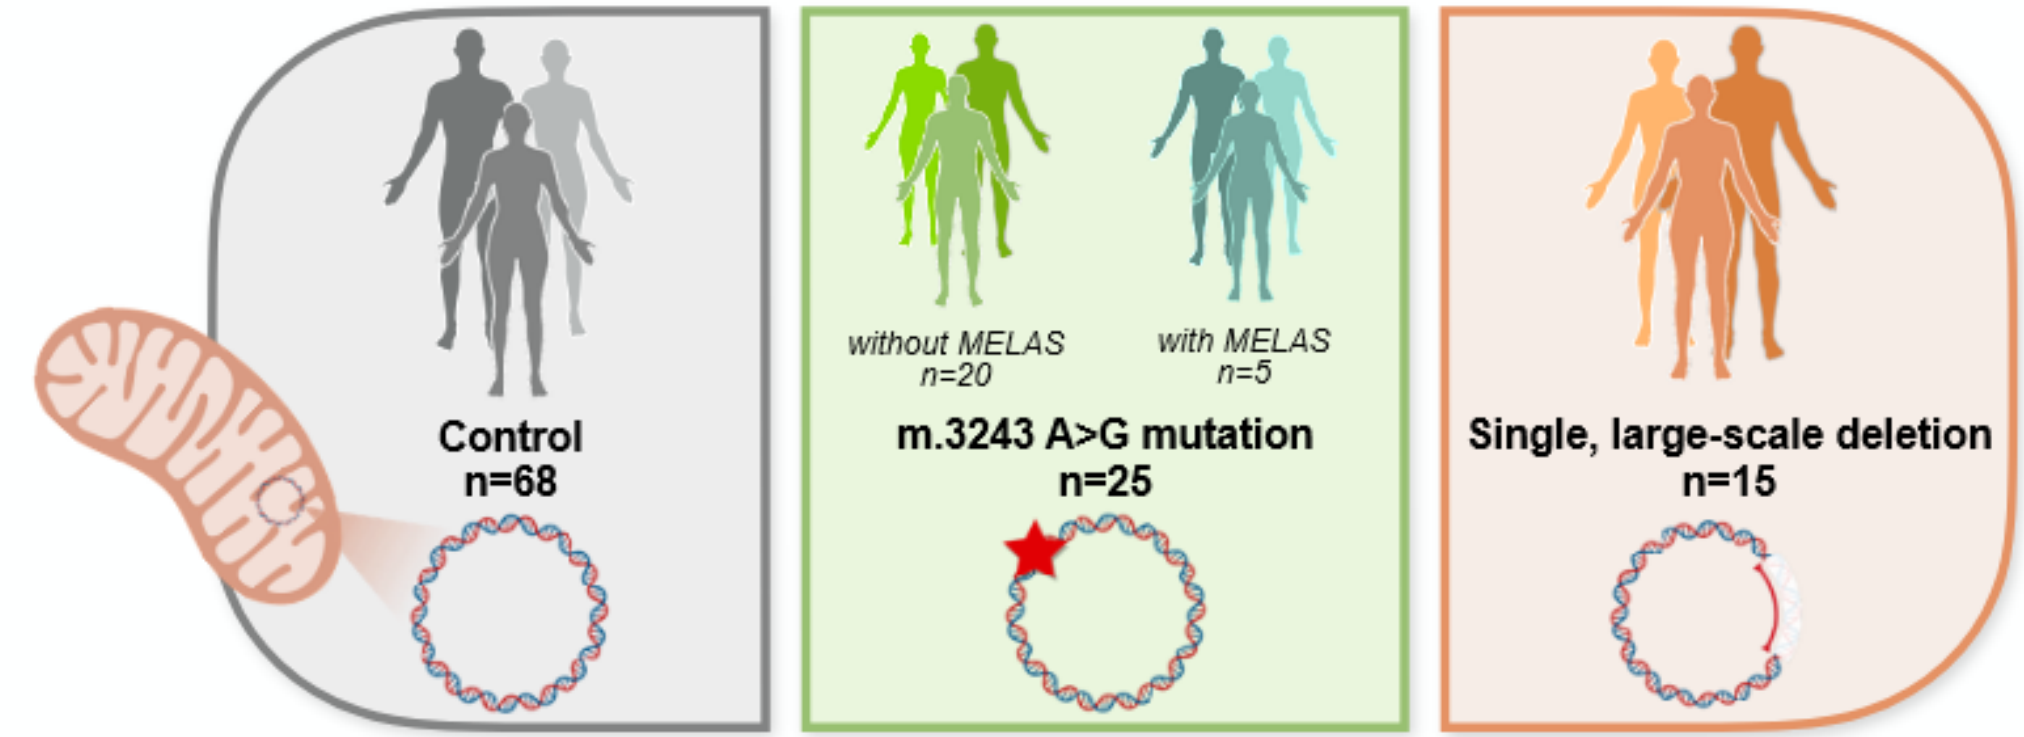 Control
n=68
without MELAS
n=20
with MELAS
n=5
m.3243 A>G mutation
n=25
Single, large-scale deletion
n=15